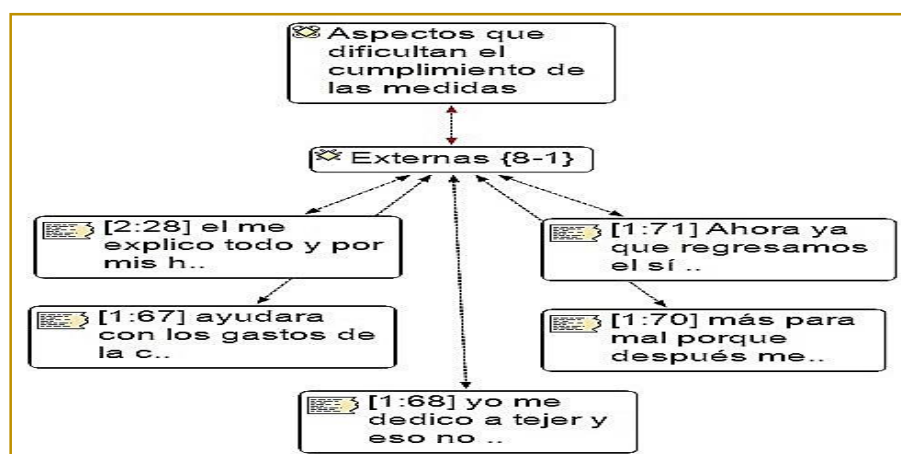 Aspectos que
dificultan el
cumplimiento de
las medidas
Externas {8-1}
[2:28] el me
explico todo y por
mis h..
[1:71] Ahora ya
que regresamos
el sí ..
[1:67] ayudara
con los gastos de
la c..
[1:70] más para
mal porque
después me..
[1:68] yo me
dedico a tejer y
eso no ..